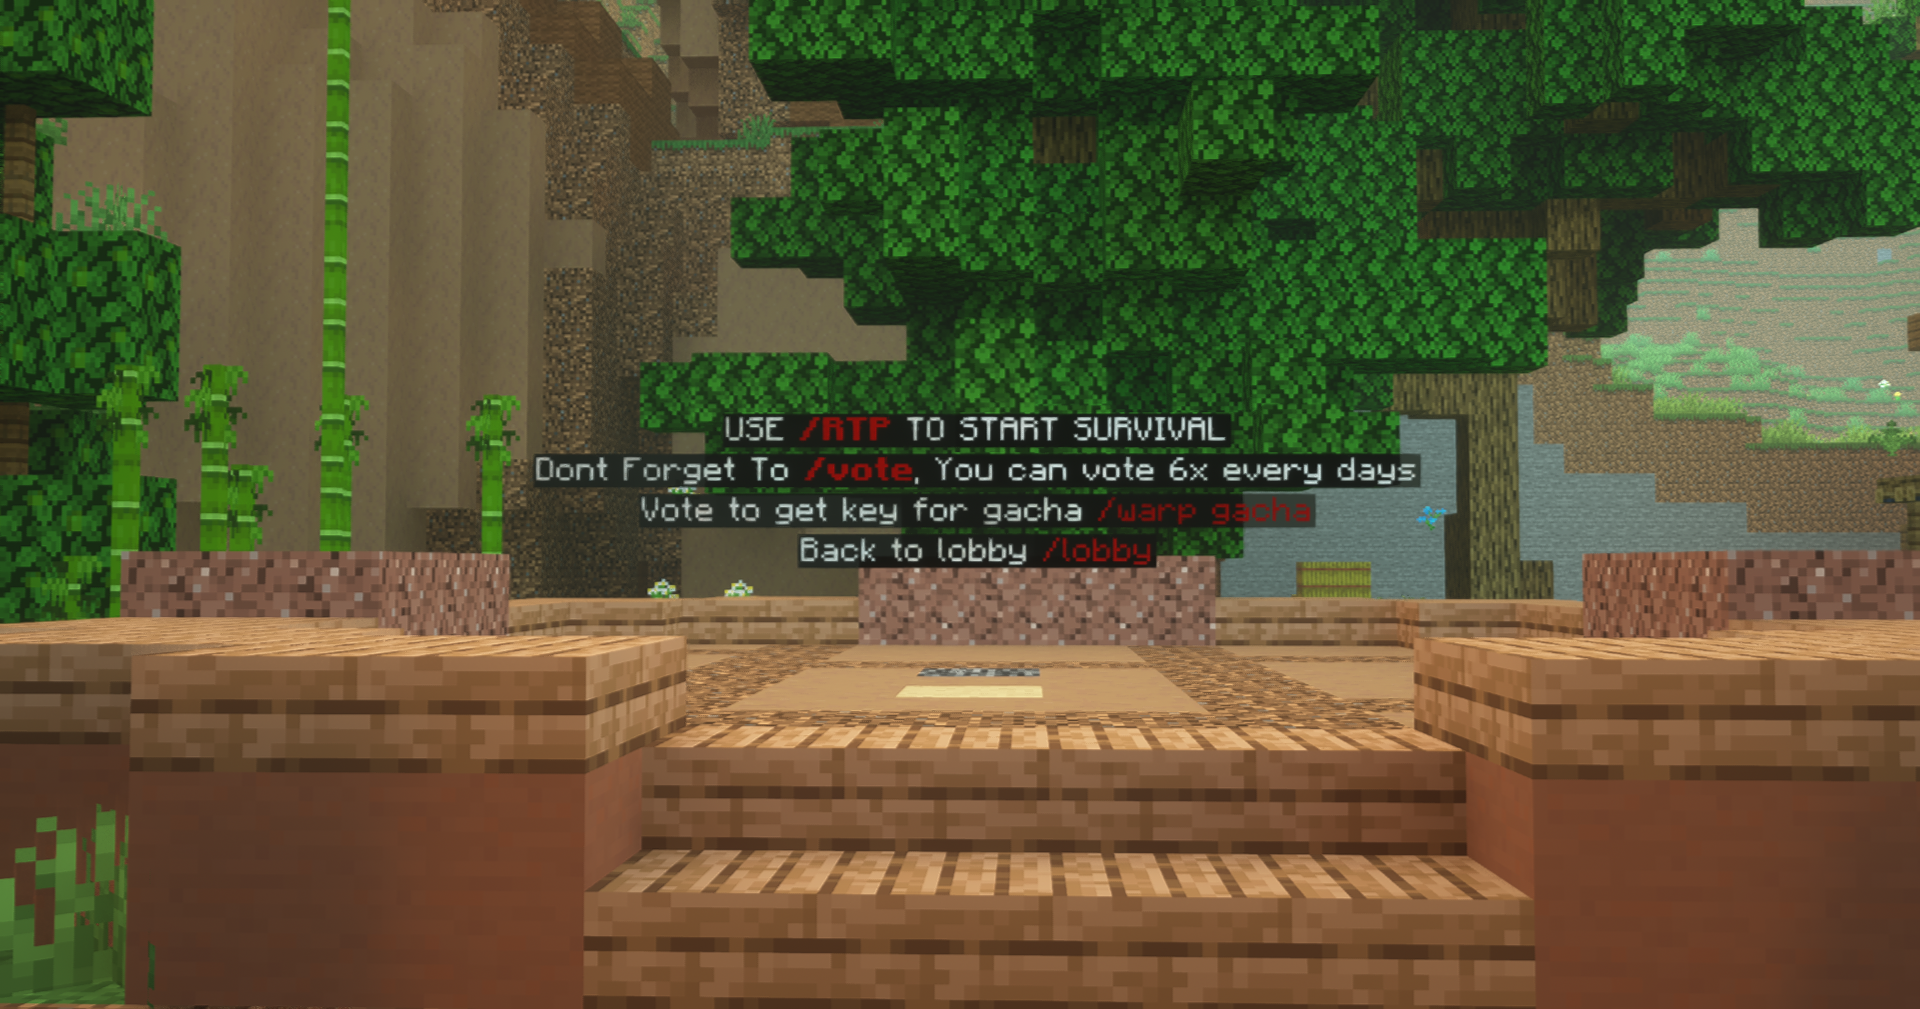 USE /RTP TO START SURVIVAL
Dont Forget To /vote, You can vote 6x every days
Vote to get key for gacha /warp gacha
Back to lobby /lobby